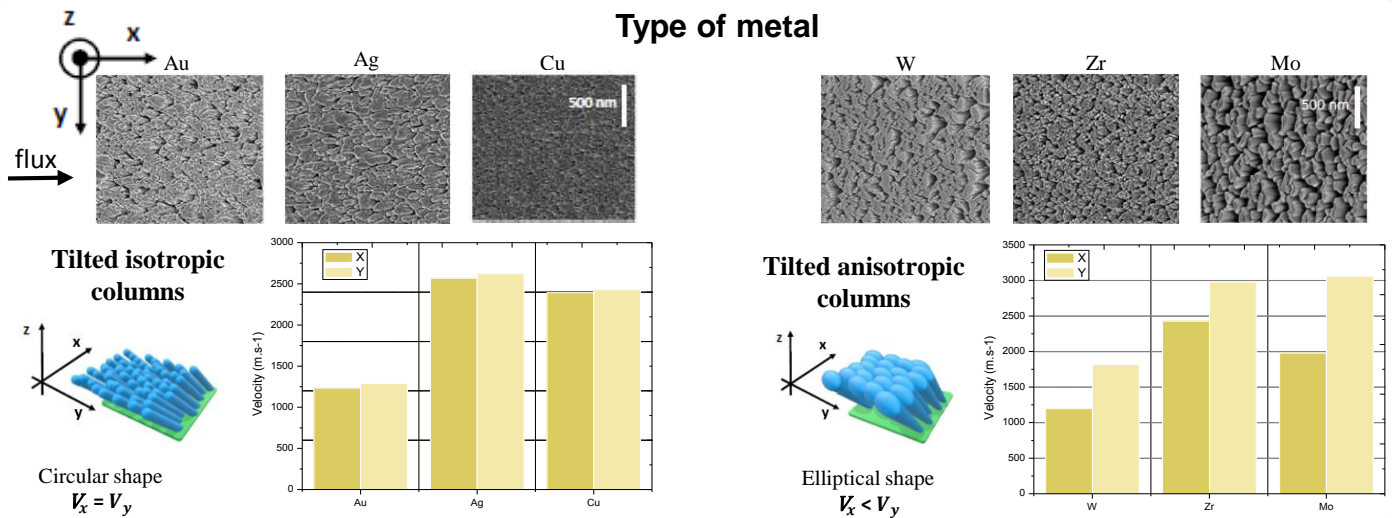 Type of metal
z
x
y
flux
Au
Ag
Cu
500 nm
W
Zr
Mo
500 nm
Tilted isotropic
columns
z
x
y
Circular shape
Vx = Vy
Velocity (m.s-1)
3000
2500
2000
1500
1000
500
0
X
Y
Au
Ag
Cu
Tilted anisotropic
columns
z
x
y
Elliptical shape
Vx < Vy
Velocity (m.s-1)
3500
3000
2500
2000
1500
1000
500
0
X
Y
W
Zr
Mo